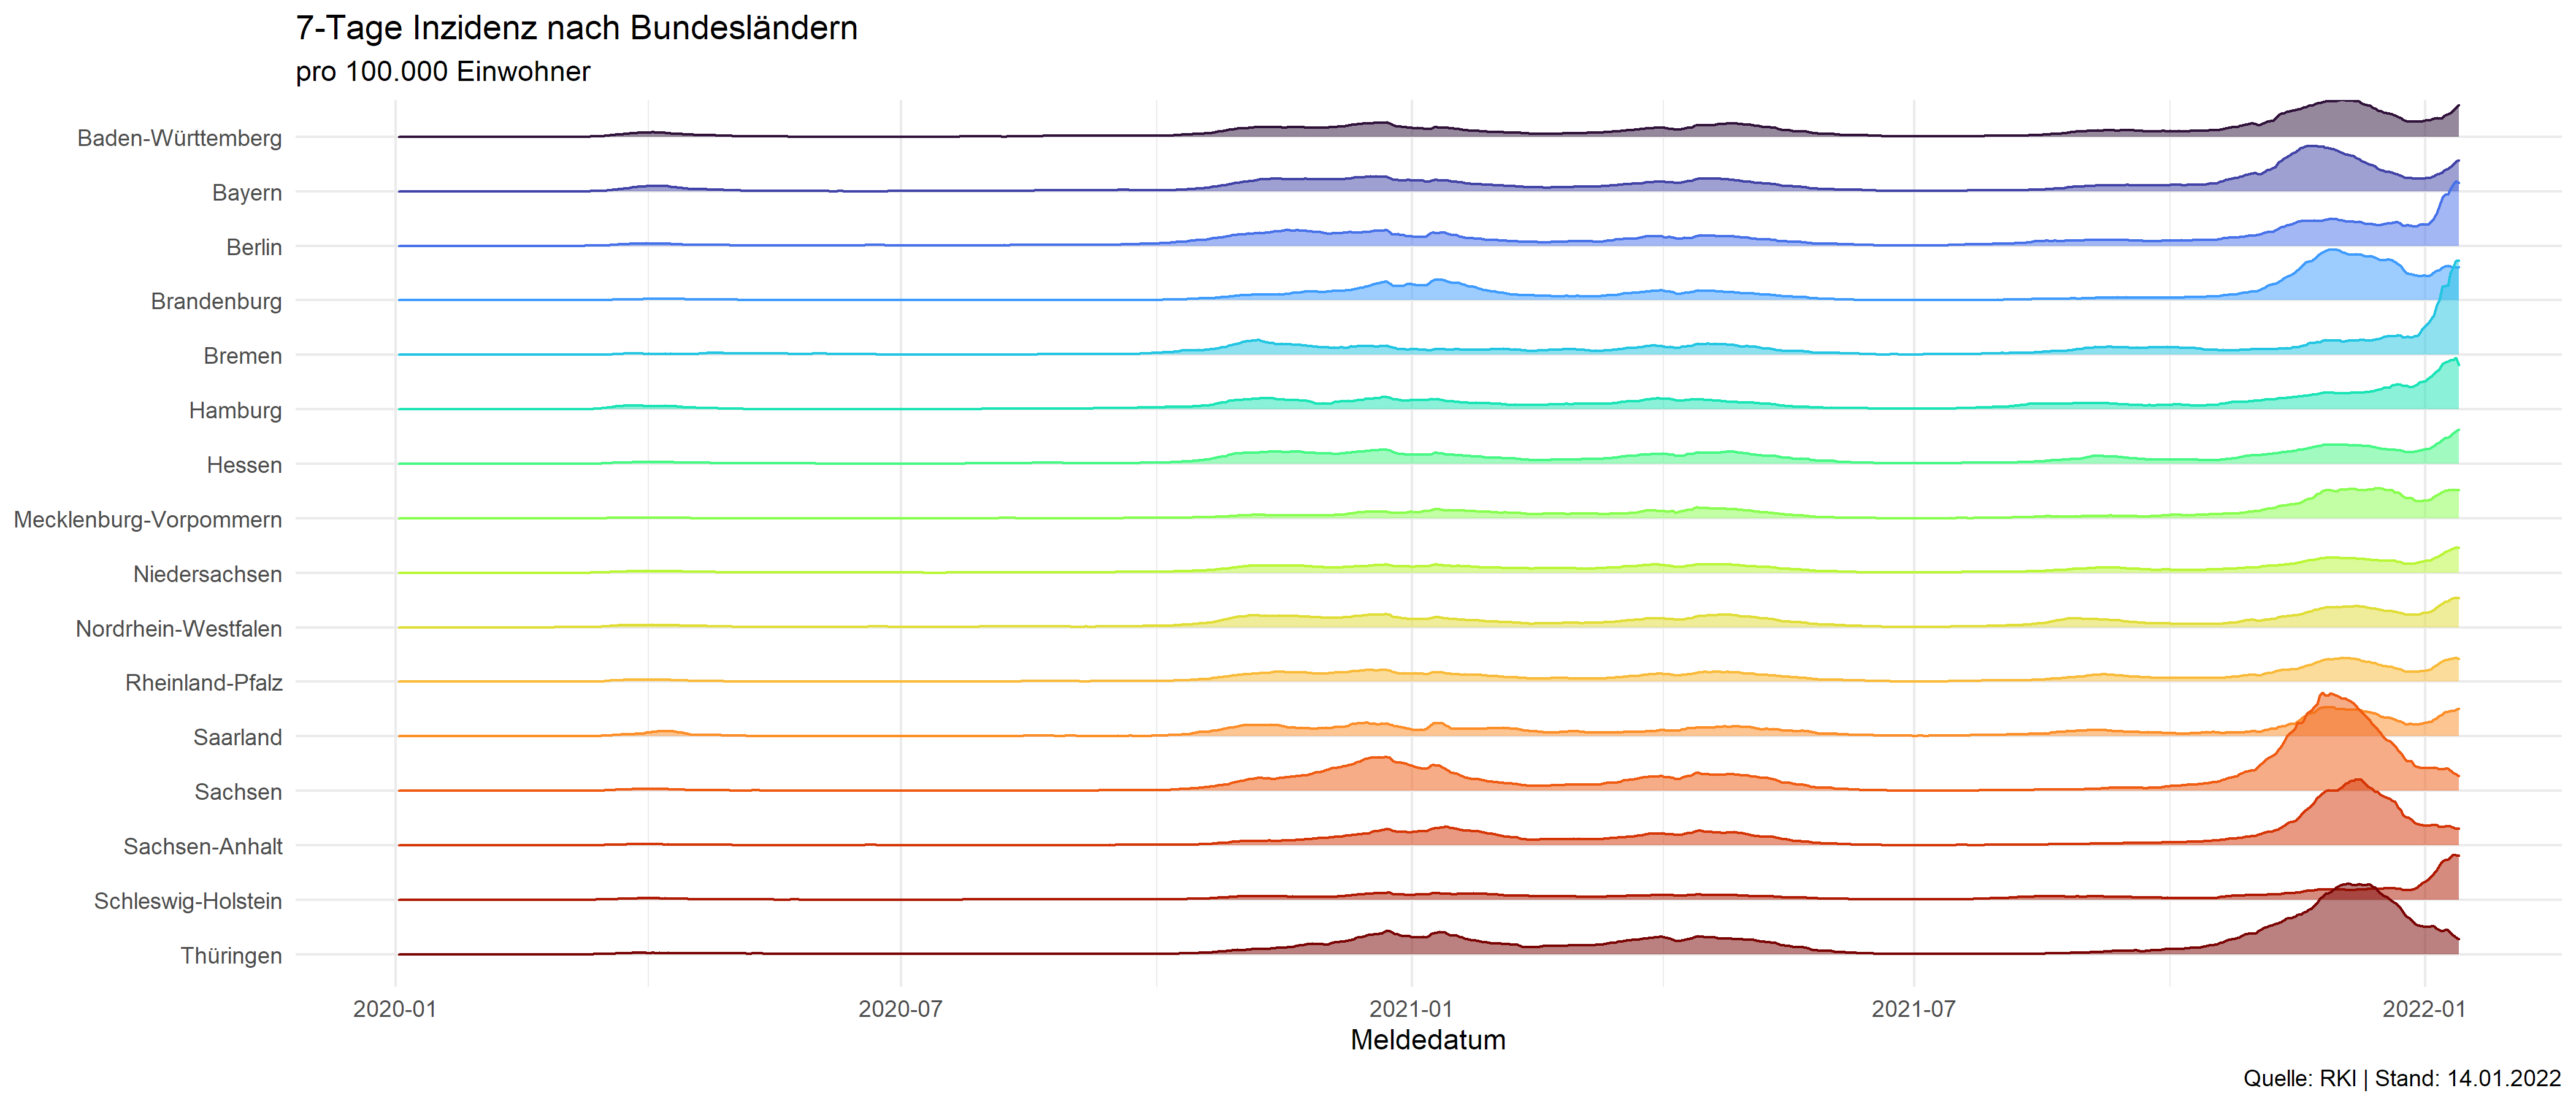 7-Tage Inzidenz nach Bundesländern
pro 100.000 Einwohner
Baden-Württemberg
Bayern
Berlin
Brandenburg
Bremen
Hamburg
Hessen
Mecklenburg-Vorpommern
Niedersachsen
Nordrhein-Westfalen
Rheinland-Pfalz
Saarland
Sachsen
Sachsen-Anhalt
Schleswig-Holstein
Thüringen
2020-01 2020-07 2021-01 2021-07 2022-01
Meldedatum
Quelle: RKI | Stand: 14.01.2022